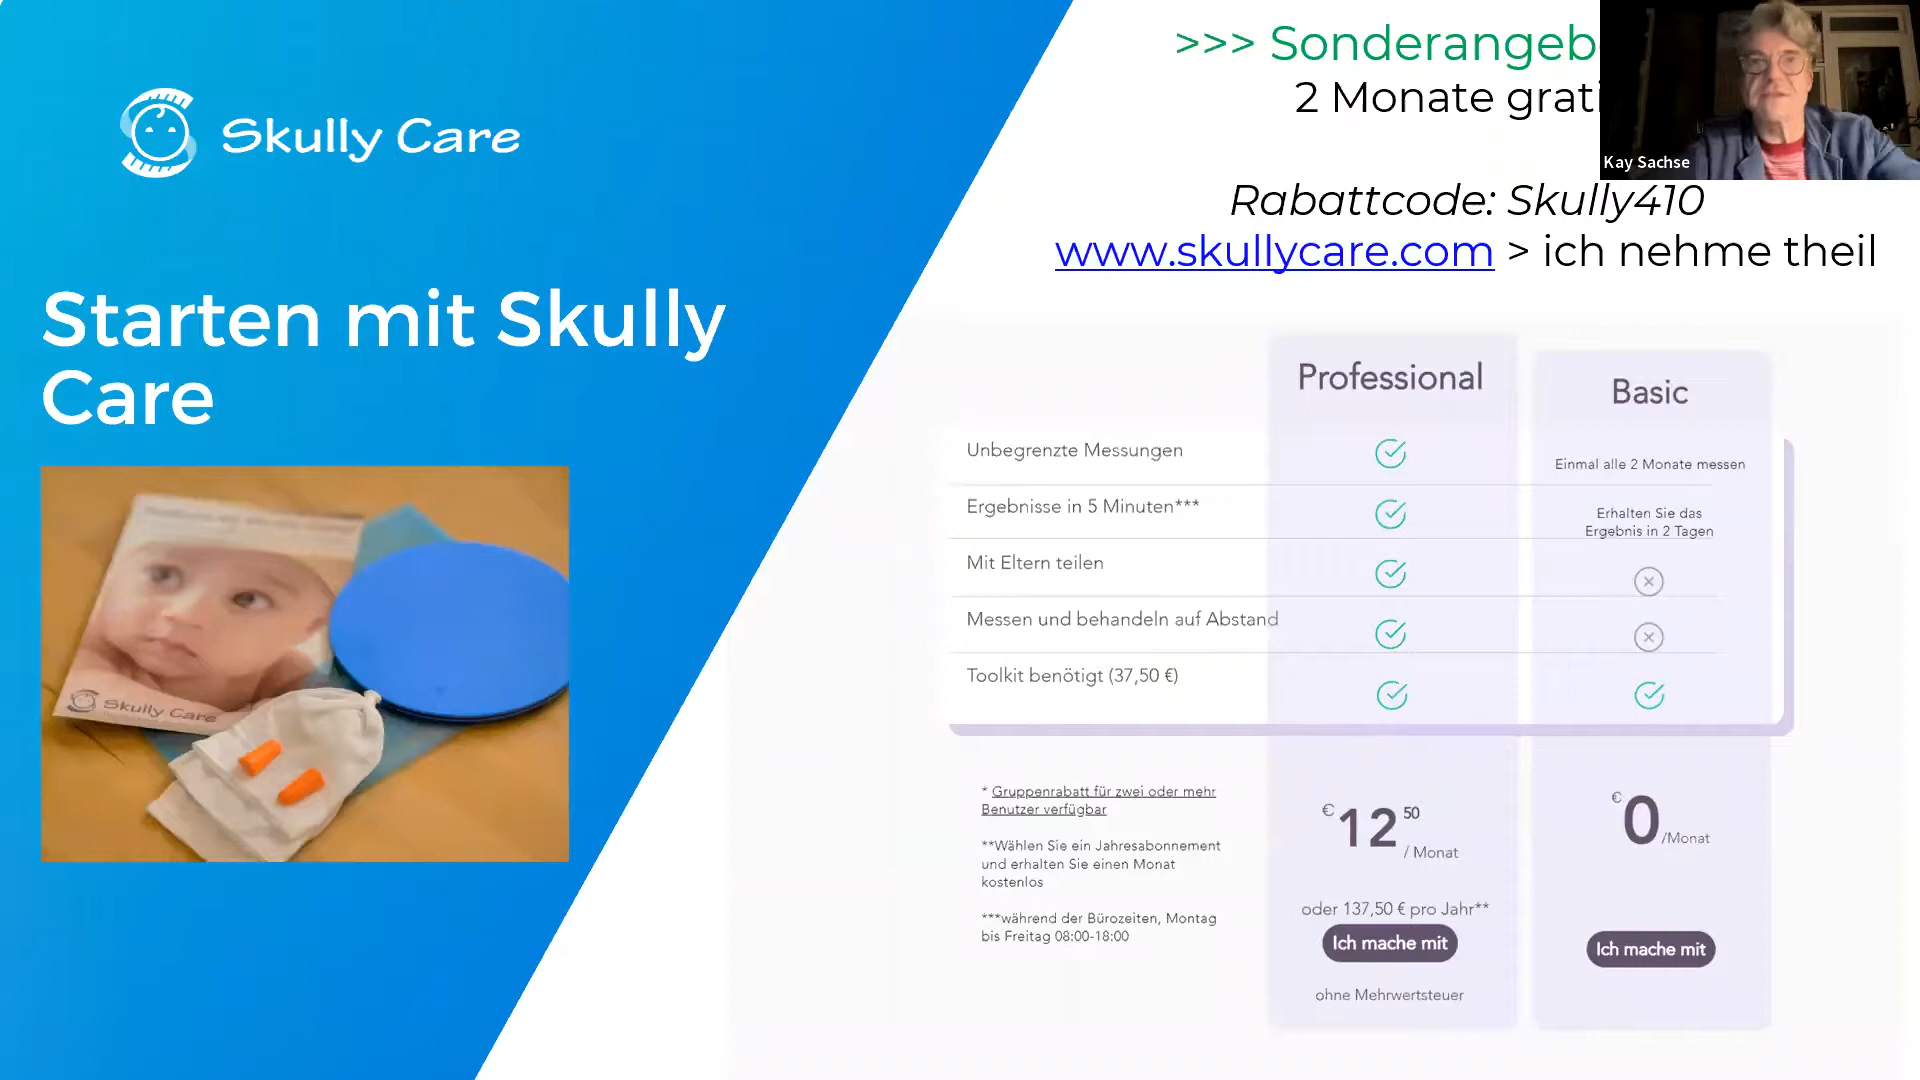 Skully Care
Starten mit Skully
Care
Skully Care
>>> Sonderangeb
2 Monate grati
Kay Sachse
Rabattcode: Skully410
www.skullycare.com > ich nehme theil
Professional
Basic
Unbegrenzte Messungen
Einmal alle 2 Monate messen
Ergebnisse in 5 Minuten***
Erhalten Sie das
Ergebnis in 2 Tagen
Mit Eltern teilen
Messen und behandeln auf Abstand
Toolkit benötigt (37,50 €)
* Gruppenrabatt für zwei oder mehr
Benutzer verfügbar
**Wählen Sie ein Jahresabonnement
und erhalten Sie einen Monat
kostenlos
***während der Bürozeiten, Montag
bis Freitag 08:00-18:00
€ 12 50
/ Monat
oder 137,50 € pro Jahr**
Ich mache mit
ohne Mehrwertsteuer
€ 0 /Monat
Ich mache mit